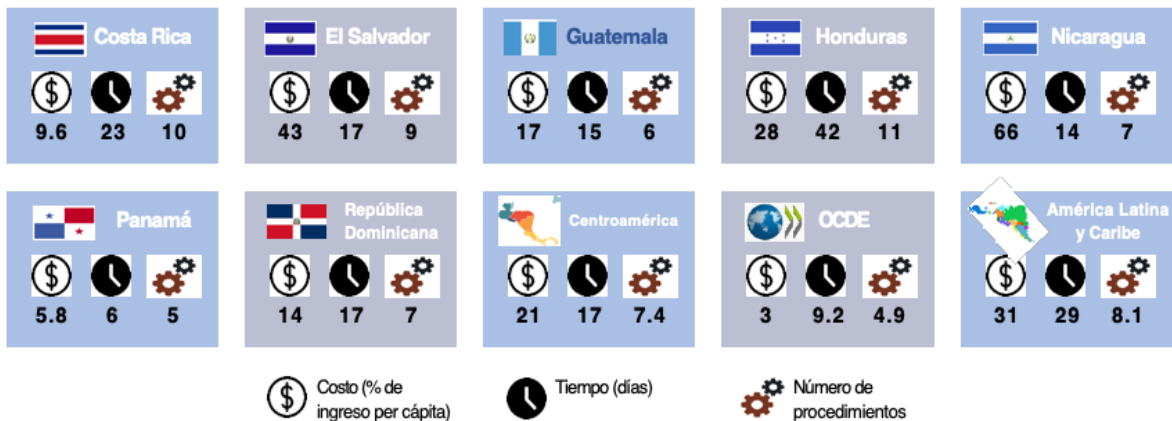 Costa Rica
9.6 23 10
El Salvador
43 17 9
Guatemala
17 15 6
Honduras
28 42 11
Nicaragua
66 14 7
Panamá
5.8 6 5
República
Dominicana
14 17 7
Centroamérica
21 17 7.4
OCDE
3 9.2 4.9
América Latina
y Caribe
31 29 8.1
Costo (% de
ingreso per cápita)
Tiempo (días)
Número de
procedimientos